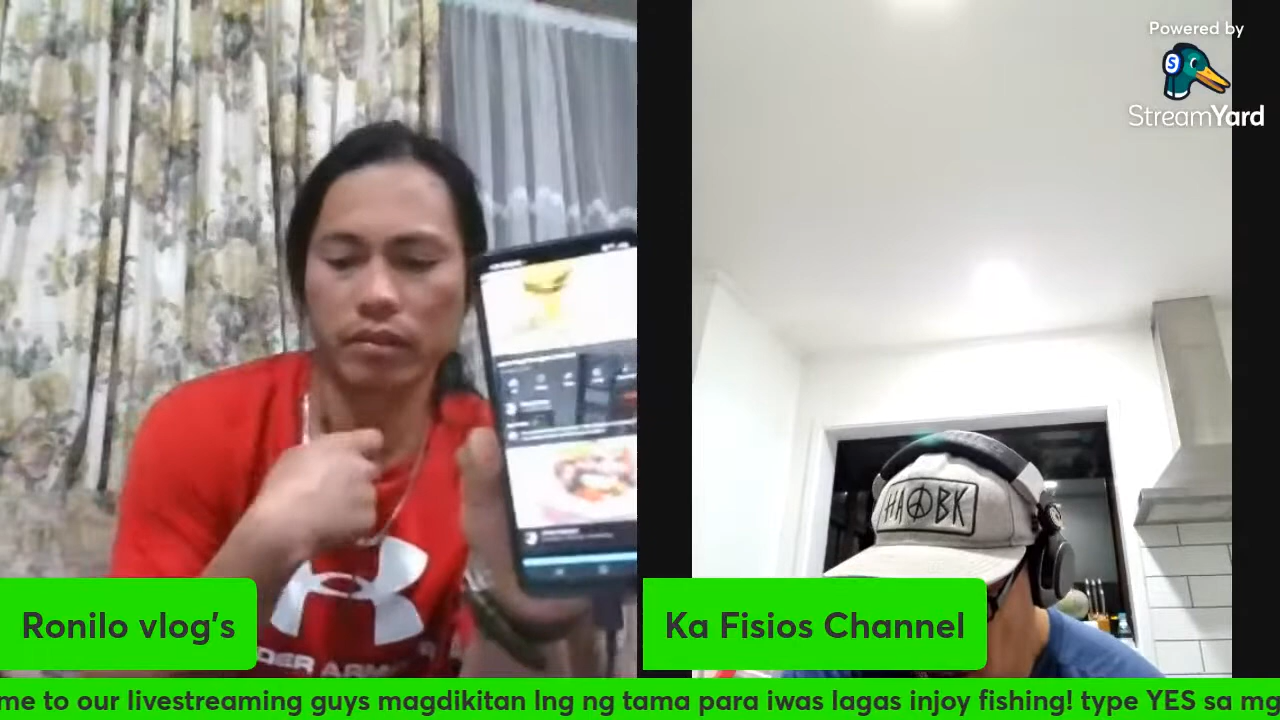 Powered by
StreamYard
HAOBK
UNDER ARMOUR
Ronilo vlog's
Ka Fisios Channel
me to our livestreaming guys magdikitan lng ng tama para iwas lagas injoy fishing! type YES sa mg